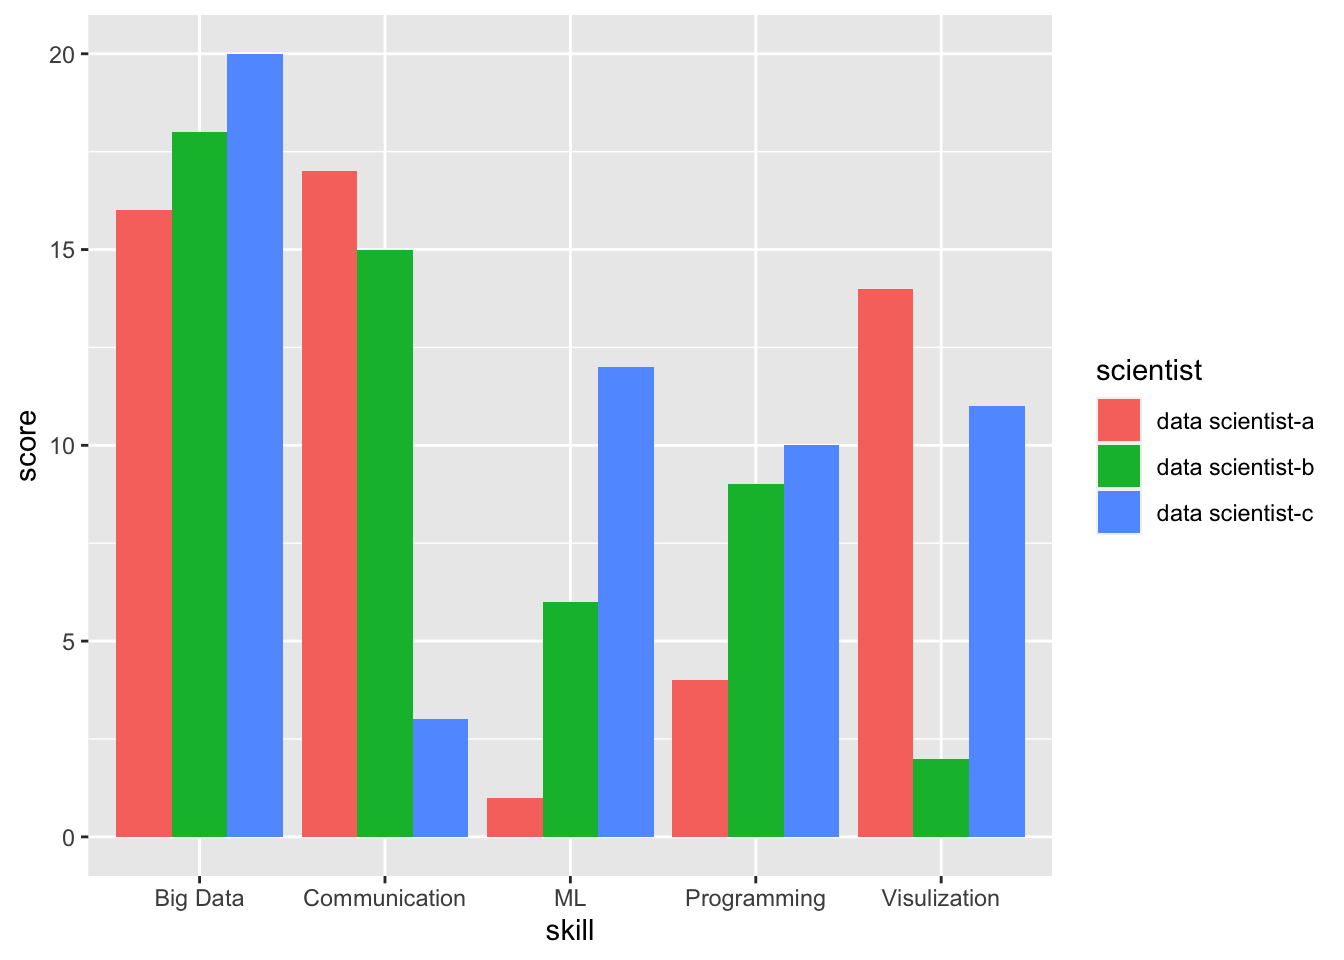 20
15
10
5
0
score
Big Data
Communication
ML
Programming
Visulization
skill
scientist
data scientist-a
data scientist-b
data scientist-c